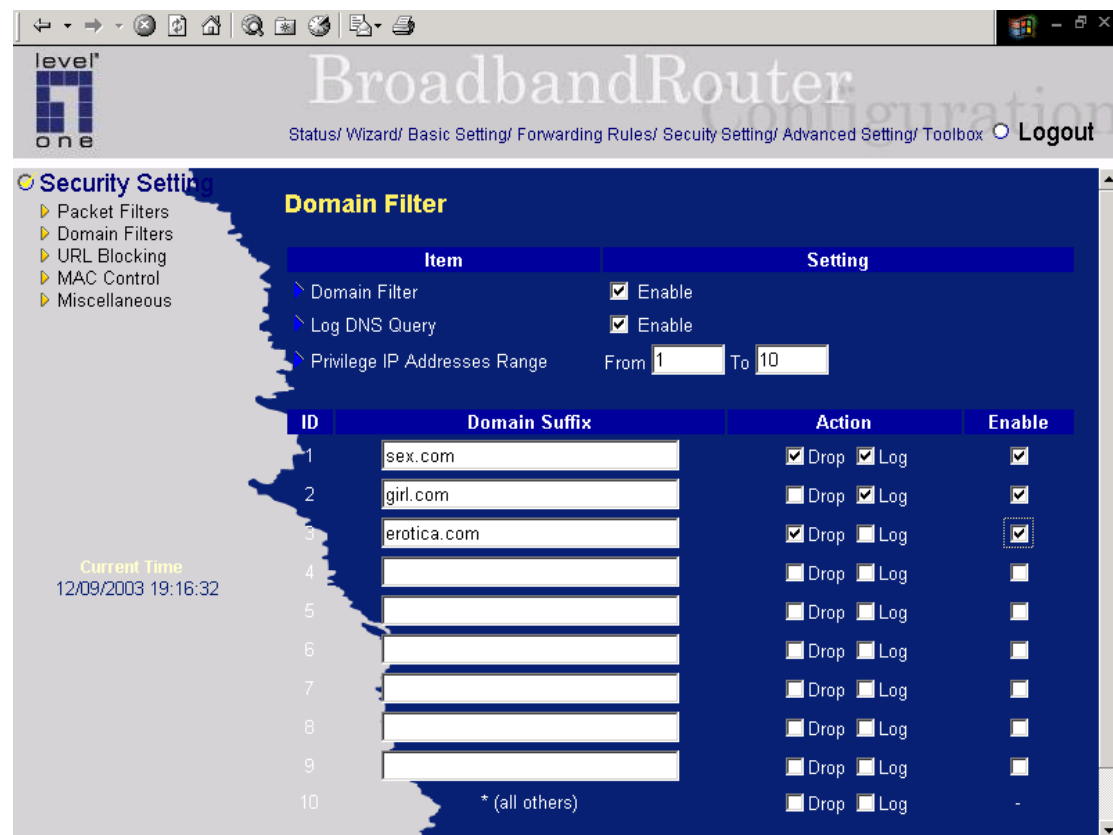 level one
BroadbandRouter
Configuration
Status/ Wizard/ Basic Setting/ Forwarding Rules/ Secuity Setting/ Advanced Setting/ Toolbox Logout
Security Setting
Packet Filters
Domain Filters
URL Blocking
MAC Control
Miscellaneous
Current Time
12/09/2003 19:16:32
Domain Filter
Item Setting
Domain Filter Enable
Log DNS Query Enable
Privilege IP Addresses Range From 1 To 10
ID Domain Suffix Action Enable
1 sex.com Drop Log
2 girl.com Drop Log
3 erotica.com Drop Log
4 Drop Log
5 Drop Log
6 Drop Log
7 Drop Log
8 Drop Log
9 Drop Log
10 * (all others) Drop Log -